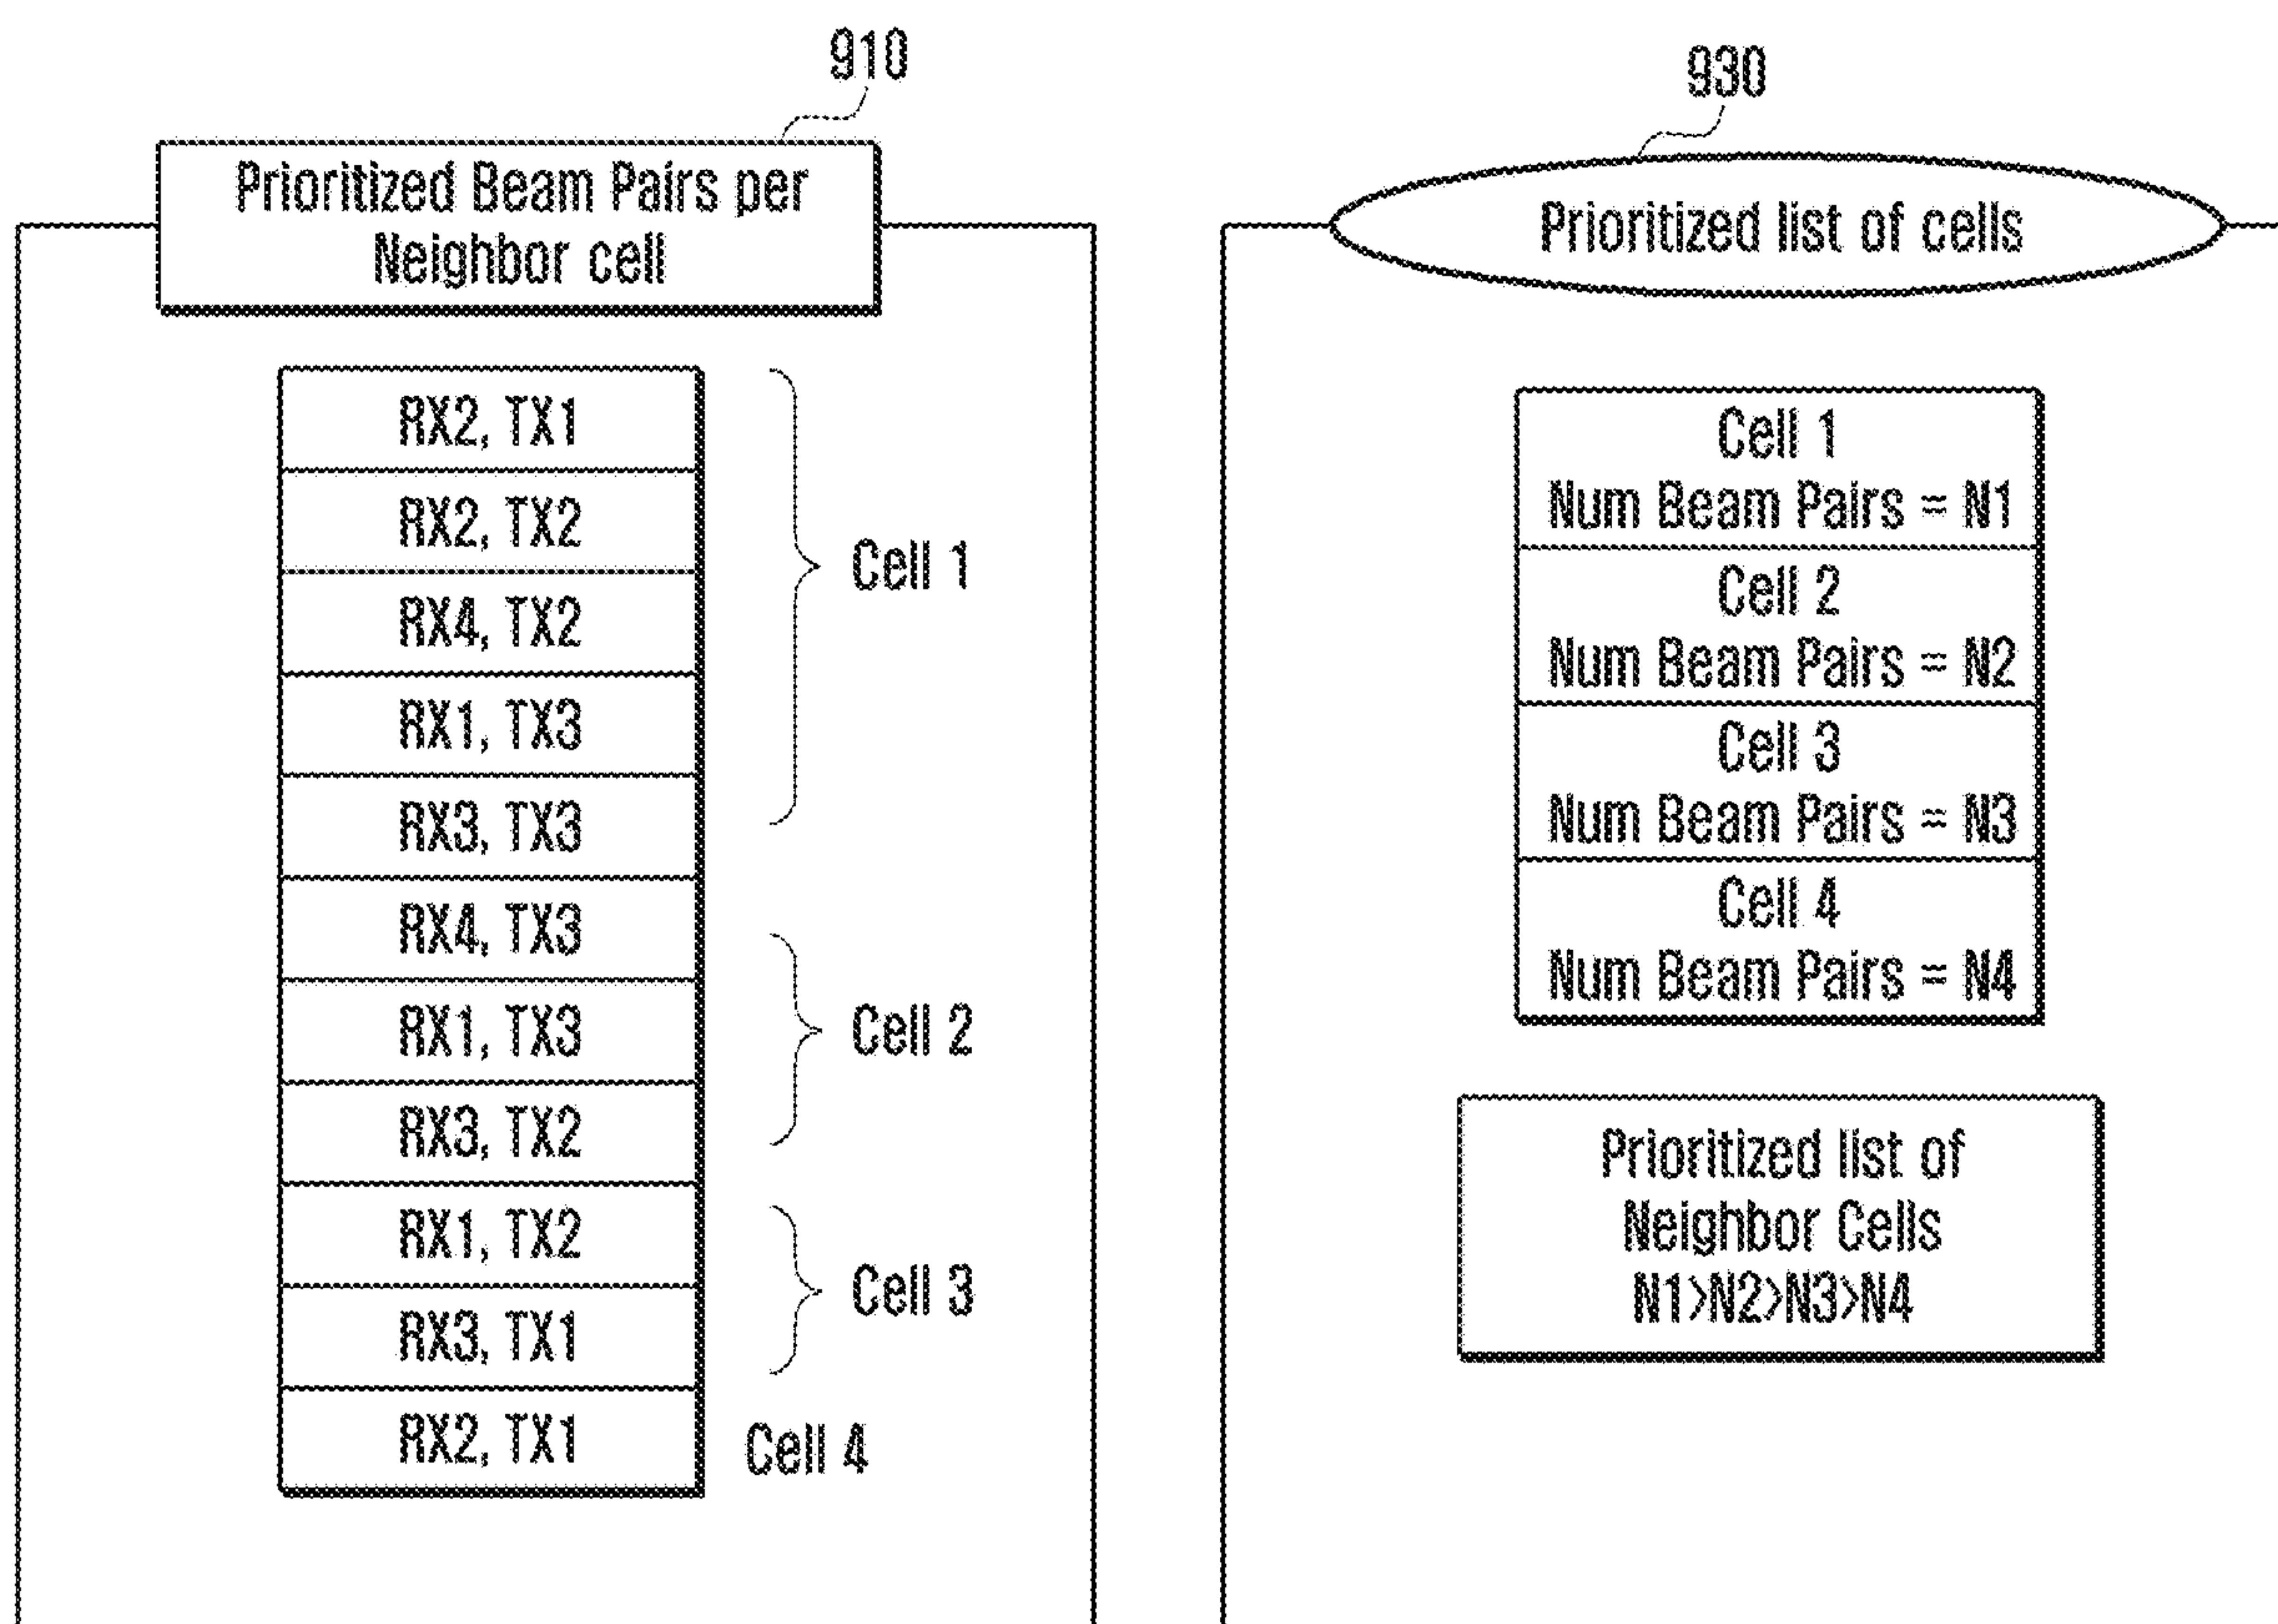 910
Prioritized Beam Pairs per
Neighbor cell
RX2, TX1
RX2, TX2
RX4, TX2
RX1, TX3
RX3, TX3
Cell 1
RX4, TX3
RX1, TX3
RX3, TX2
Cell 2
RX1, TX2
RX3, TX1
Cell 3
RX2, TX1
Cell 4
930
Prioritized list of cells
Cell 1
Num Beam Pairs = N1
Cell 2
Num Beam Pairs = N2
Cell 3
Num Beam Pairs = N3
Cell 4
Num Beam Pairs = N4
Prioritized list of
Neighbor Cells
N1>N2>N3>N4